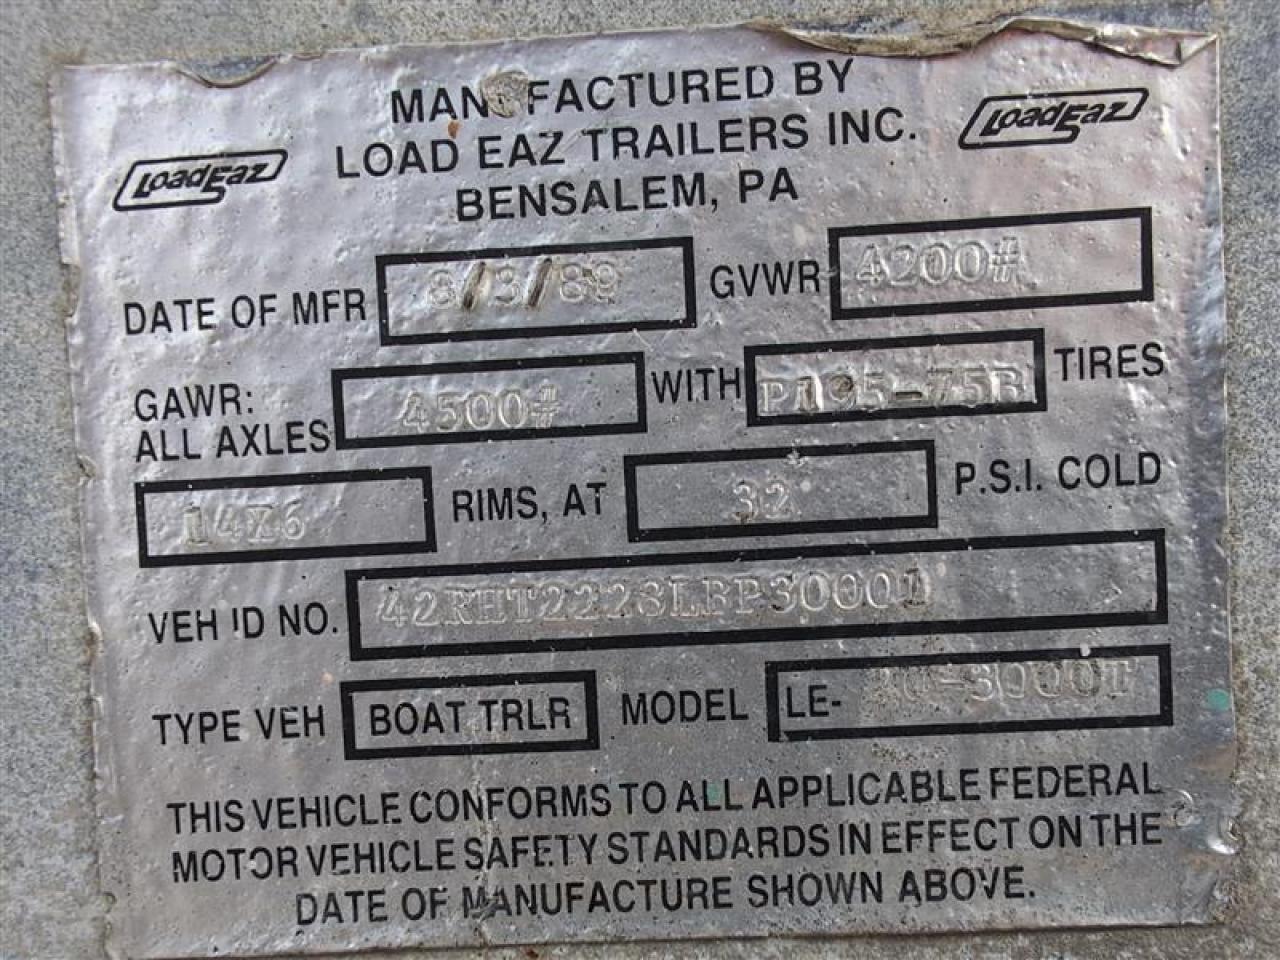 MANUFACTURED BY
LoadEaz LOAD EAZ TRAILERS INC. LoadEaz
BENSALEM, PA
DATE OF MFR 8/3/89 GVWR 4200#
GAWR: ALL AXLES 4500# WITH P195-75R TIRES
14X6 RIMS, AT 32 P.S.I. COLD
VEH ID NO.
TYPE VEH BOAT TRLR MODEL LE-
THIS VEHICLE CONFORMS TO ALL APPLICABLE FEDERAL
MOTOR VEHICLE SAFETY STANDARDS IN EFFECT ON THE
DATE OF MANUFACTURE SHOWN ABOVE.